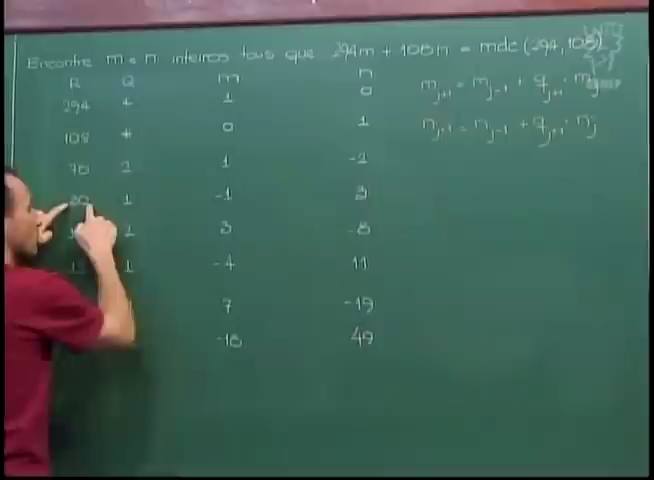 Encontre m e n inteiros tais que 294m + 108n = mdc(294,108)
R Q m n
294 * 1 0
108 * 0 1
78 2 1 -2
30 1 -1 3
1 3 -8
1 -4 11
7 -19
-18 49
m_{j+1} = m_{j-1} + q_{j+1} · m_j
n_{j+1} = n_{j-1} + q_{j+1} · n_j